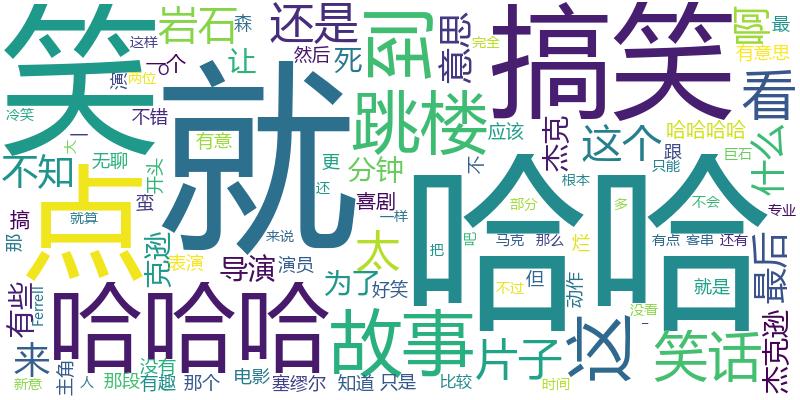 笑
就
搞笑
哈哈
点
哈哈哈
故事
跳楼
岩石
还是
意思
看
啊
什么
这个
不知
让
死
一个
然后
森
这样
演
两位
完全
有意思
最
冷笑
大
不错
无聊
有意
更
分钟
应该
不
杰克
哈哈哈哈
跟
只能
巨石
开头
还
喜剧
根本
部分
多
不会
专业
搞
那
就算
克逊
表演
导演
演员
来说
太
一样
为了
好笑
把
马克
那么
烂
有点
客串
还有
最后
不过
但
动作
就是
没看
有些
Ferrell
来
新意
主角
人
那段
没有
有趣
那个
电影
塞缪尔
知道
只是
比较
片子
时间
这
笑话
杰克逊